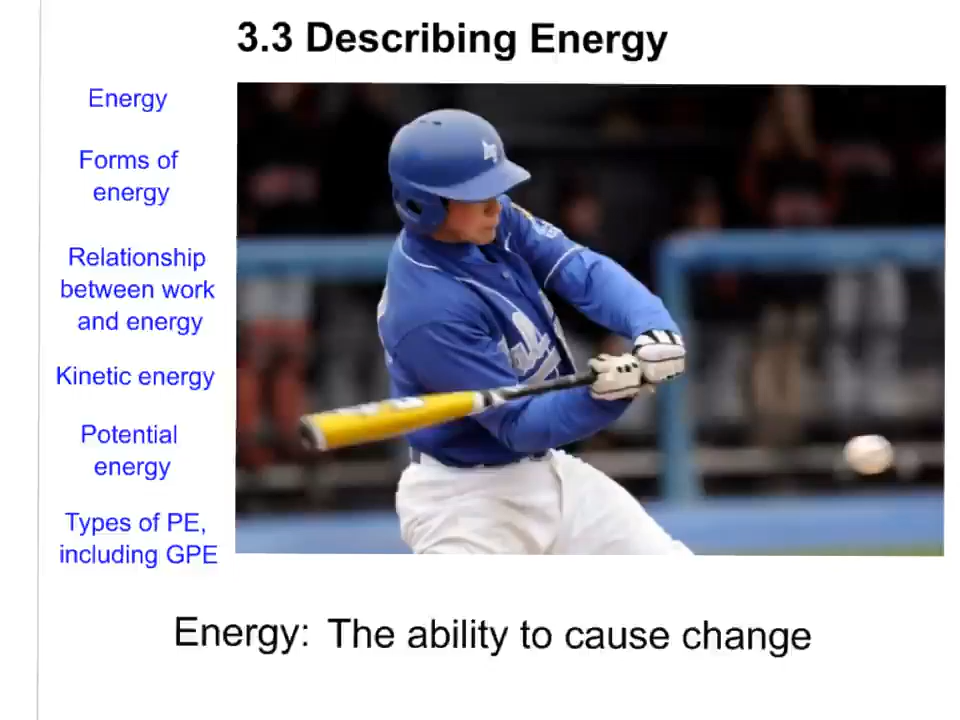 3.3 Describing Energy
Energy
Forms of
energy
Relationship
between work
and energy
Kinetic energy
Potential
energy
Types of PE,
including GPE
Energy: The ability to cause change